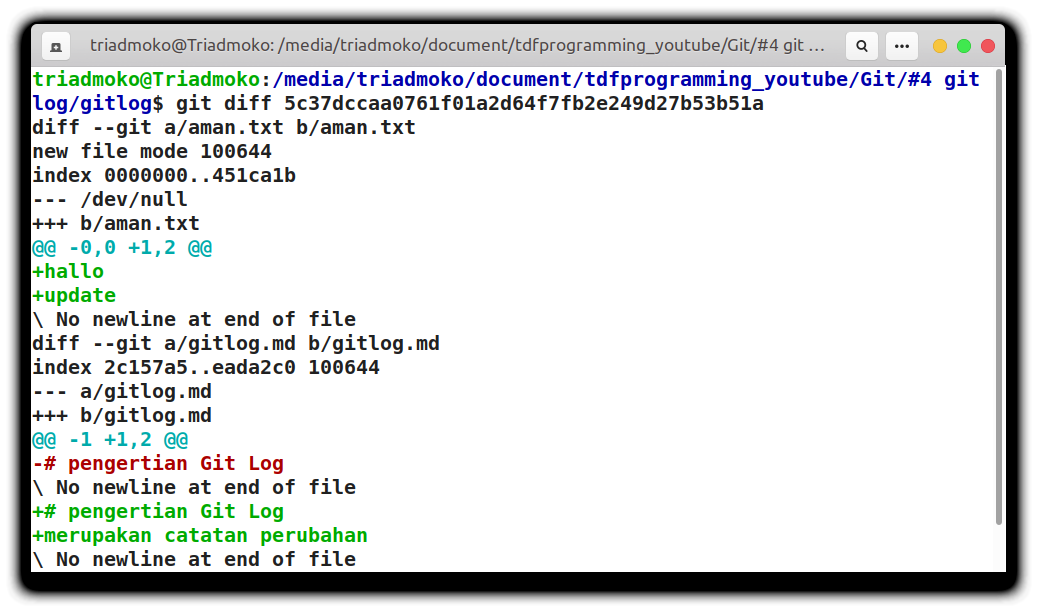 triadmoko@Triadmoko: /media/triadmoko/document/tdfprogramming_youtube/Git/#4 git ...
triadmoko@Triadmoko:/media/triadmoko/document/tdfprogramming_youtube/Git/#4 git
log/gitlog$ git diff 5c37dccaa0761f01a2d64f7fb2e249d27b53b51a
diff --git a/aman.txt b/aman.txt
new file mode 100644
index 0000000..451ca1b
--- /dev/null
+++ b/aman.txt
@@ -0,0 +1,2 @@
+hallo
+update
\ No newline at end of file
diff --git a/gitlog.md b/gitlog.md
index 2c157a5..eada2c0 100644
--- a/gitlog.md
+++ b/gitlog.md
@@ -1 +1,2 @@
-# pengertian Git Log
\ No newline at end of file
+# pengertian Git Log
+merupakan catatan perubahan
\ No newline at end of file